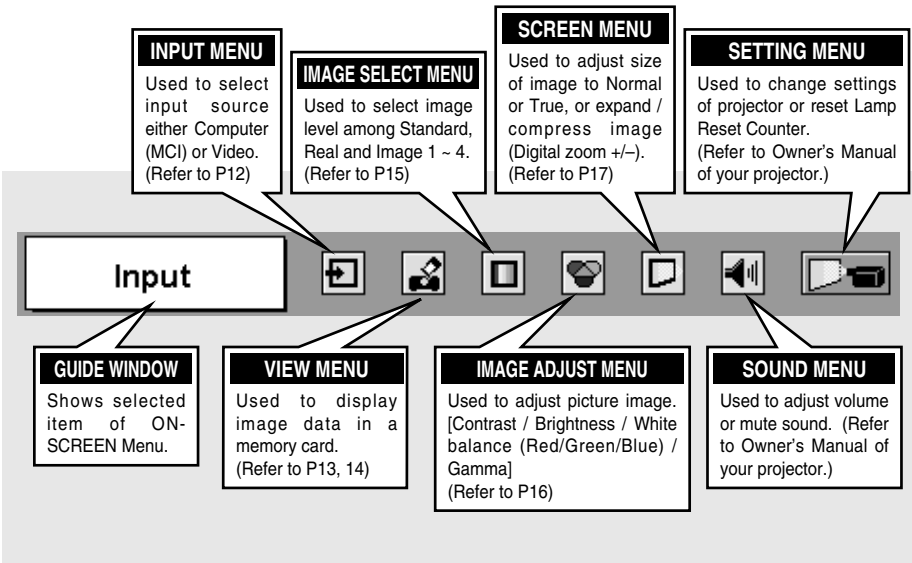 INPUT MENU
Used to select
input source
either Computer
(MCI) or Video.
(Refer to P12)
IMAGE SELECT MENU
Used to select image
level among Standard,
Real and Image 1 ~ 4.
(Refer to P15)
SCREEN MENU
Used to adjust size
of image to Normal
or True, or expand /
compress image
(Digital zoom +/–).
(Refer to P17)
SETTING MENU
Used to change settings
of projector or reset Lamp
Reset Counter.
(Refer to Owner's Manual
of your projector.)
Input
GUIDE WINDOW
Shows selected
item of ON-
SCREEN Menu.
VIEW MENU
Used to display
image data in a
memory card.
(Refer to P13, 14)
IMAGE ADJUST MENU
Used to adjust picture image.
[Contrast / Brightness / White
balance (Red/Green/Blue) /
Gamma]
(Refer to P16)
SOUND MENU
Used to adjust volume
or mute sound. (Refer
to Owner's Manual of
your projector.)